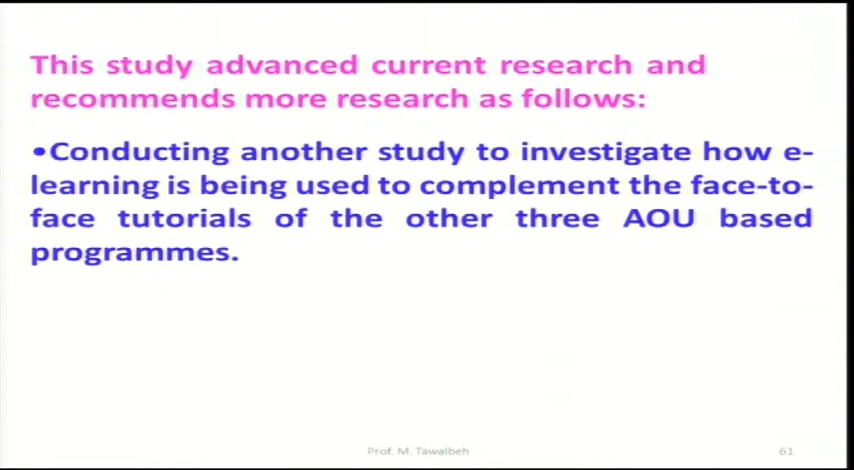 This study advanced current research and
recommends more research as follows:
•Conducting another study to investigate how e-
learning is being used to complement the face-to-
face tutorials of the other three AOU based
programmes.
Prof. M. Tawalbeh
61